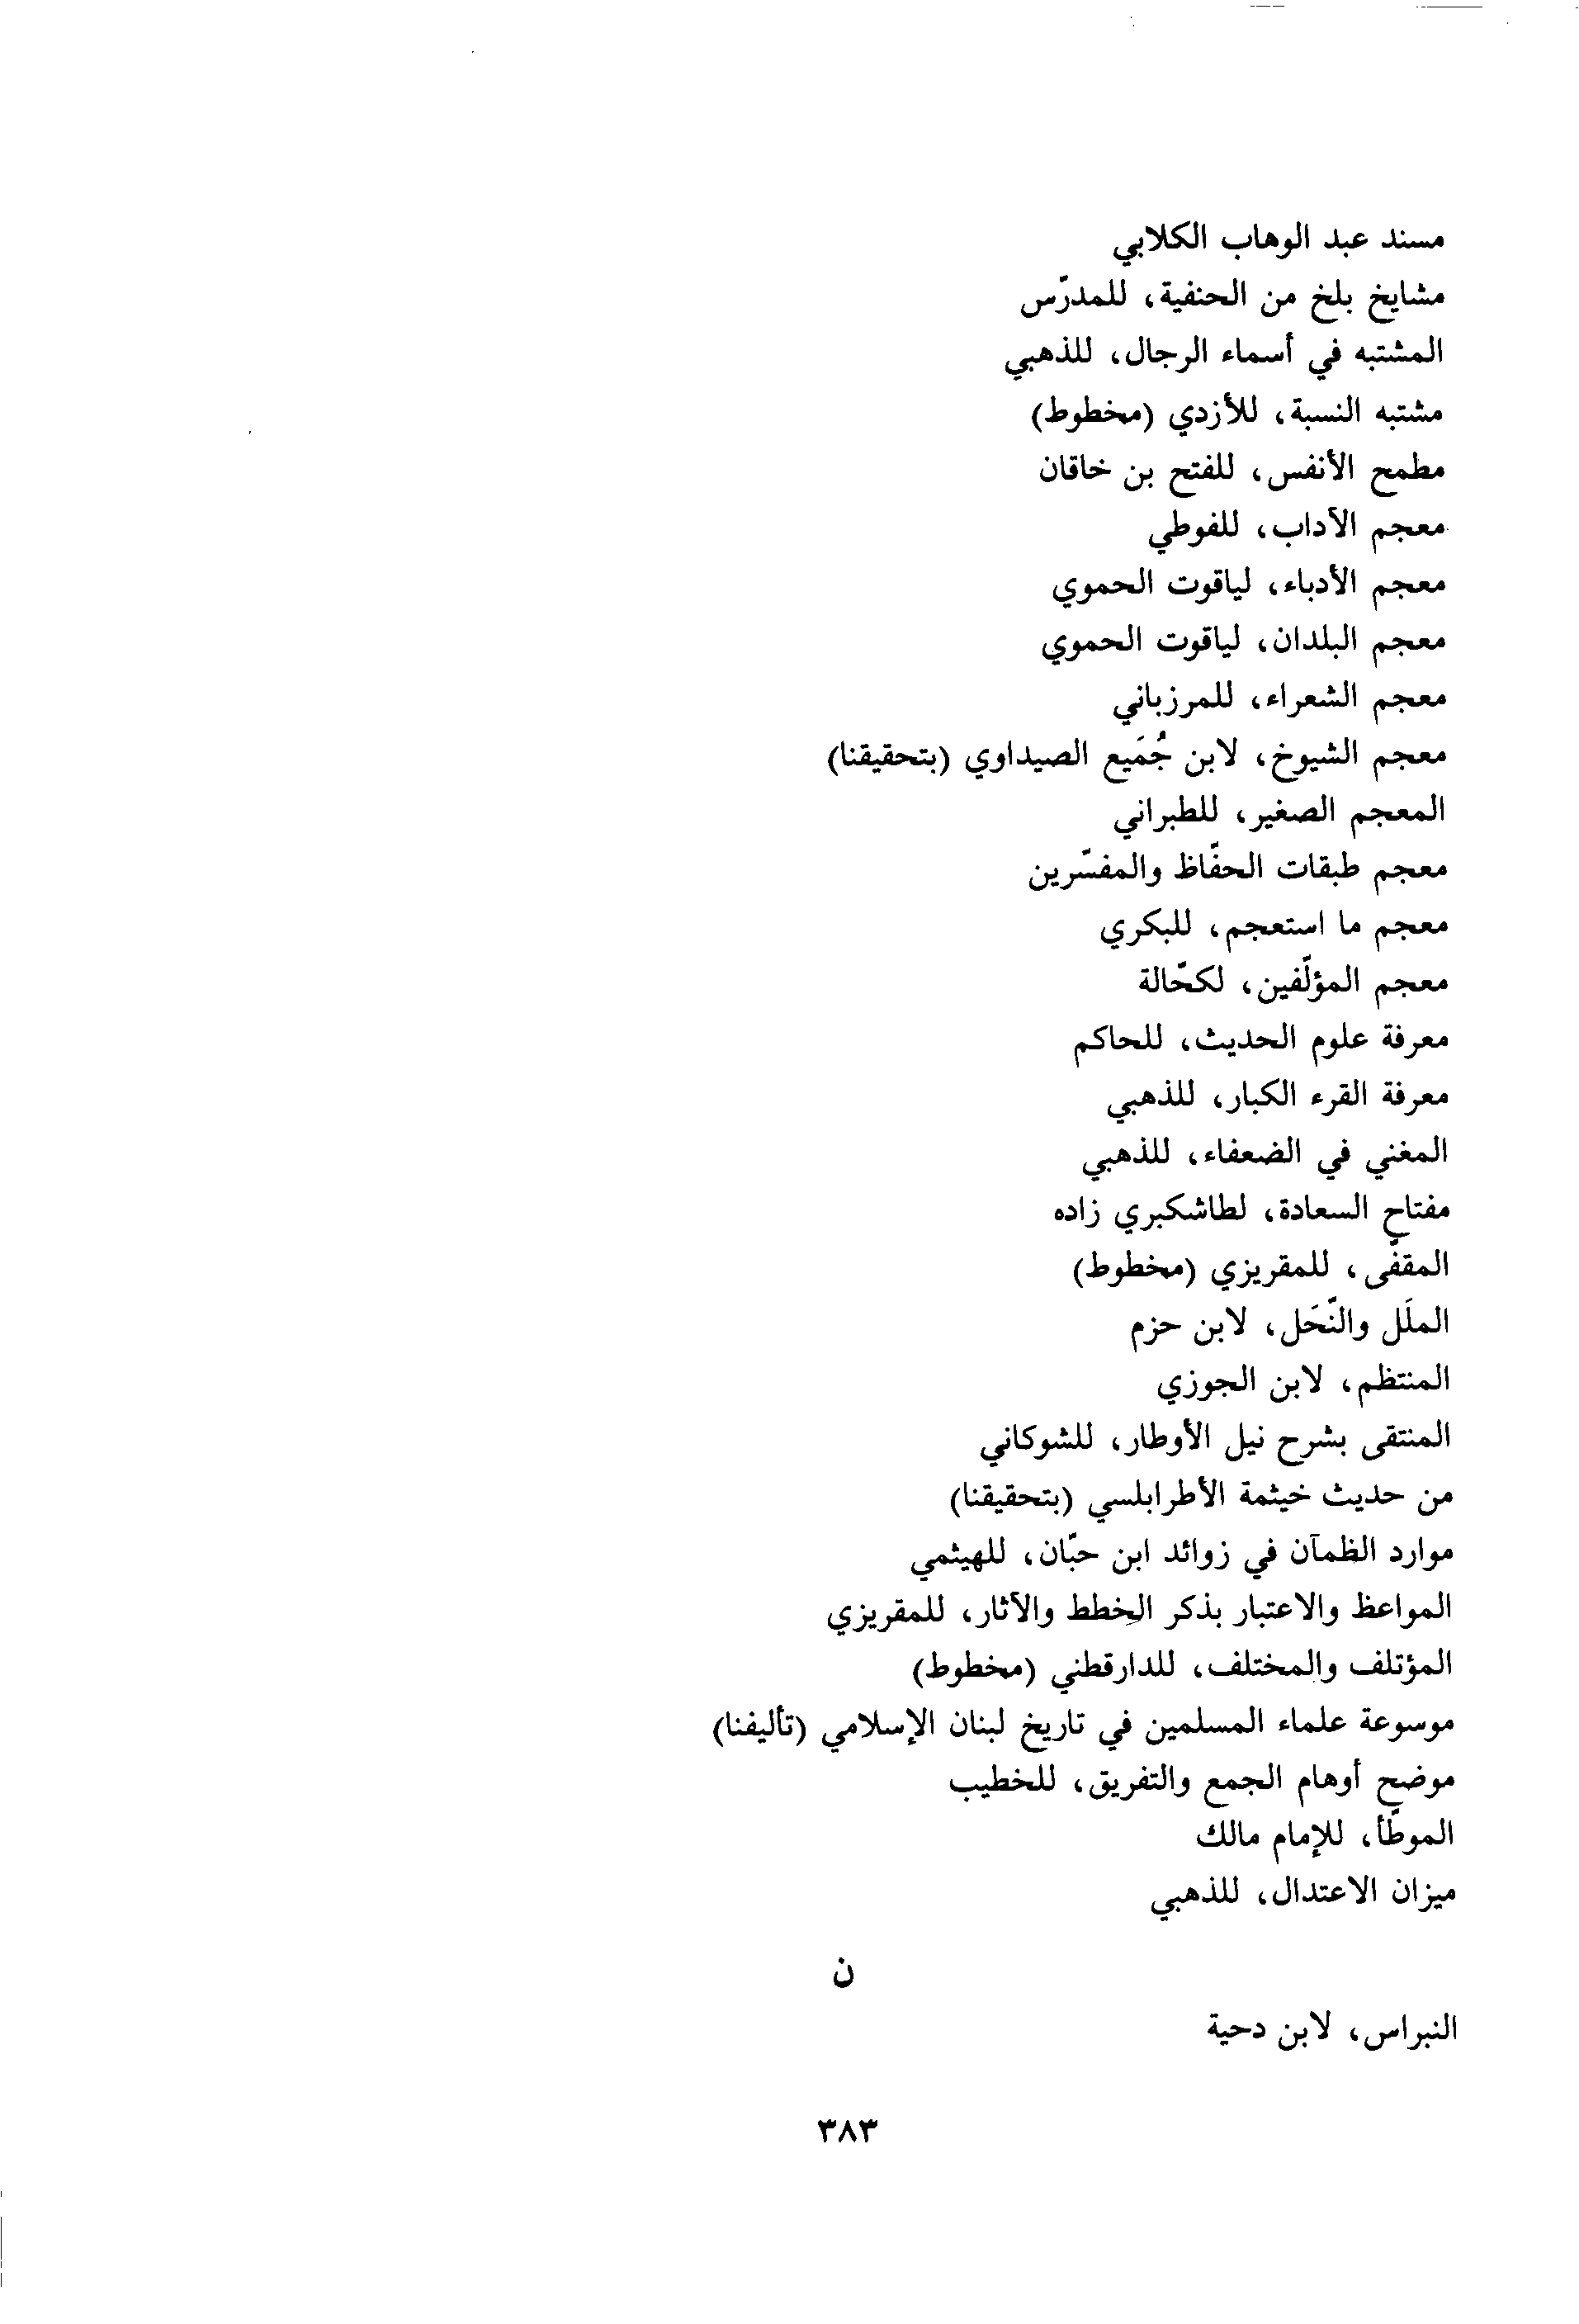 مسند عبد الوهاب الكلابي
مشايخ بلخ من الحنفية، للمدرّس
المشتبه في أسماء الرجال، للذهبي
مشتبه النسبة، للأزدي (مخطوط)
مطمح الأنفس، للفتح بن خاقان
معجم الآداب، للفوطي
معجم الأدباء، لياقوت الحموي
معجم البلدان، لياقوت الحموي
معجم الشعراء، للمرزباني
معجم الشيوخ، لابن جُمَيع الصيداوي (بتحقيقنا)
المعجم الصغير، للطبراني
معجم طبقات الحفّاظ والمفسّرين
معجم ما استعجم، للبكري
معجم المؤلّفين، لكحّالة
معرفة علوم الحديث، للحاكم
معرفة القرء الكبار، للذهبي
المغني في الضعفاء، للذهبي
مفتاح السعادة، لطاشكبري زاده
المقفّى، للمقريزي (مخطوط)
الملَل والنّحَل، لابن حزم
المنتظم، لابن الجوزي
المنتقى بشرح نيل الأوطار، للشوكاني
من حديث خيثمة الأطرابلسي (بتحقيقنا)
موارد الظمآن في زوائد ابن حبّان، للهيثمي
المواعظ والاعتبار بذكر الخِطط والآثار، للمقريزي
المؤتلف والمختلف، للدارقطني (مخطوط)
موسوعة علماء المسلمين في تاريخ لبنان الإسلامي (تأليفنا)
موضح أوهام الجمع والتفريق، للخطيب
الموطّأ، للإمام مالك
ميزان الاعتدال، للذهبي
ن
النبراس، لابن دحية
٣٨٣